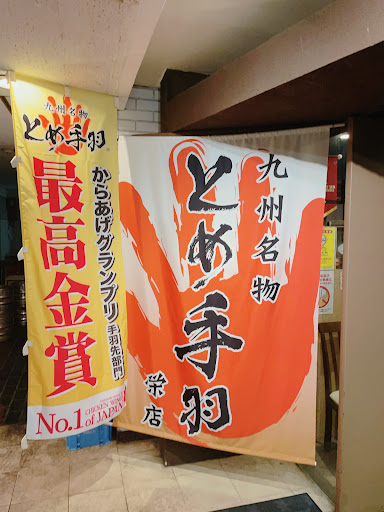 九州名物
とめ手羽
からあげグランプリ
手羽先部門
最高金賞
No.1
CHICKEN WINGS
of JAPAN
九州名物
とめ手羽
栄店